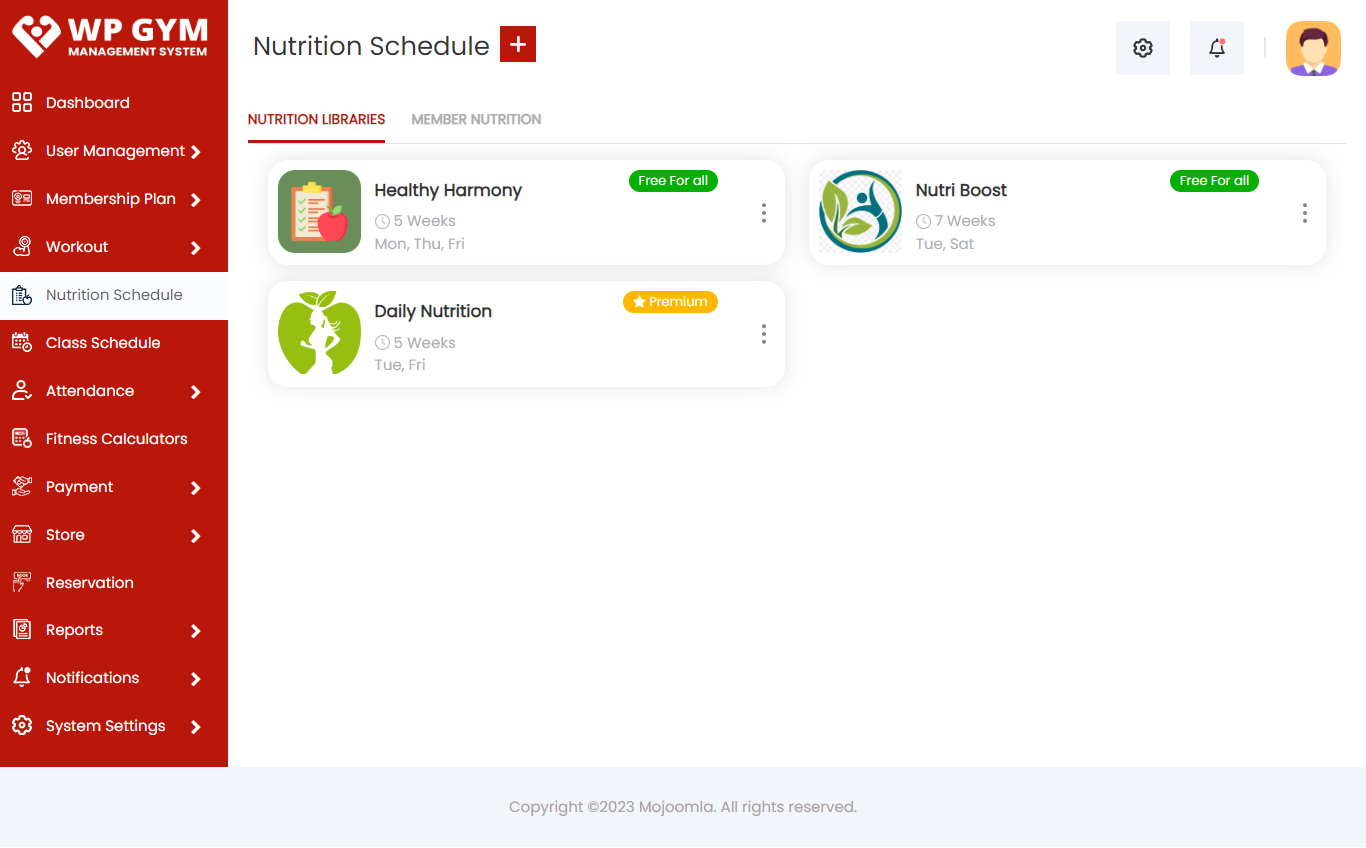 WP GYM
MANAGEMENT SYSTEM
Dashboard
User Management
Membership Plan
Workout
Nutrition Schedule
Class Schedule
Attendance
Fitness Calculators
Payment
Store
Reservation
Reports
Notifications
System Settings
Nutrition Schedule
NUTRITION LIBRARIES MEMBER NUTRITION
Healthy Harmony
Free For all
5 Weeks
Mon, Thu, Fri
Nutri Boost
Free For all
7 Weeks
Tue, Sat
Daily Nutrition
Premium
5 Weeks
Tue, Fri
Copyright ©2023 Mojoomla. All rights reserved.